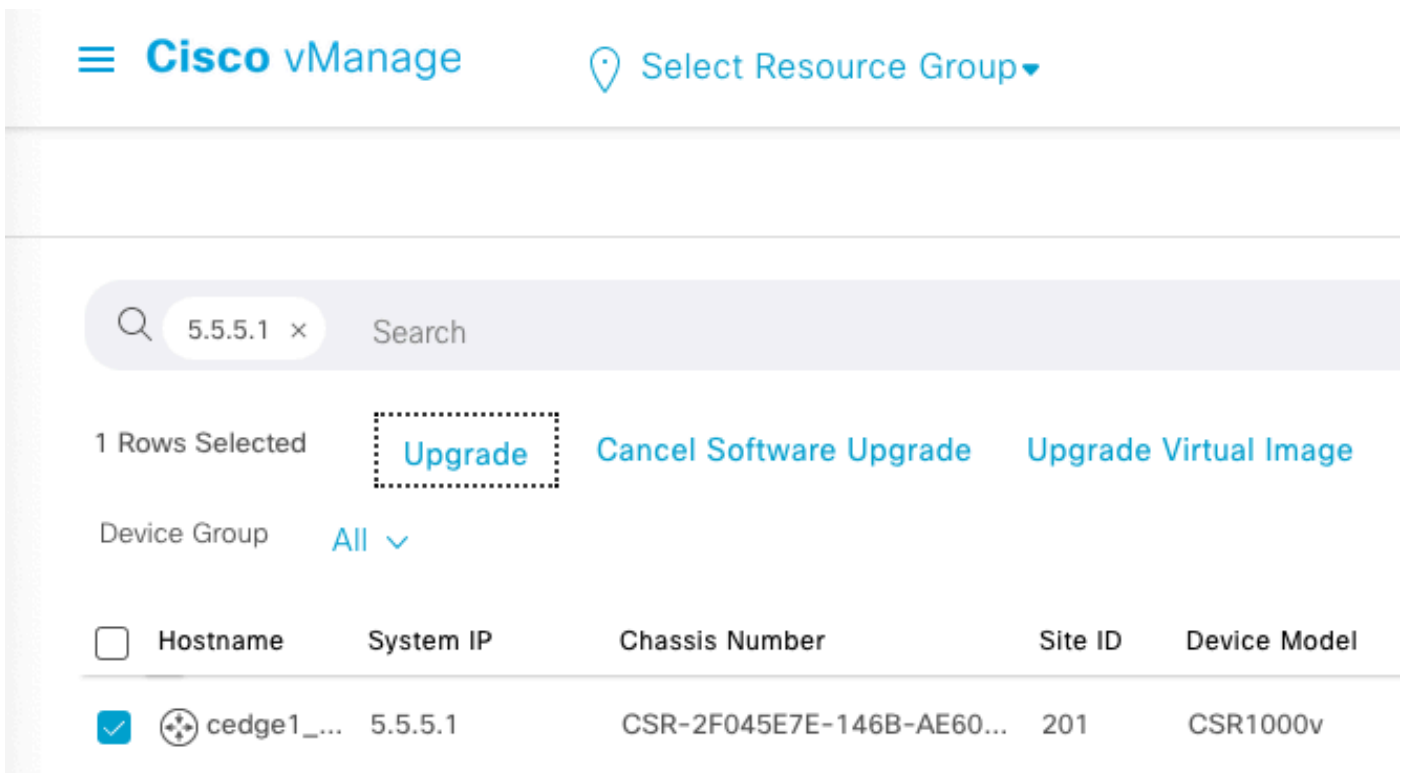 Cisco vManage Select Resource Group
5.5.5.1 × Search
1 Rows Selected Upgrade Cancel Software Upgrade Upgrade Virtual Image
Device Group All
Hostname System IP Chassis Number Site ID Device Model
cedge1_... 5.5.5.1 CSR-2F045E7E-146B-AE60... 201 CSR1000v